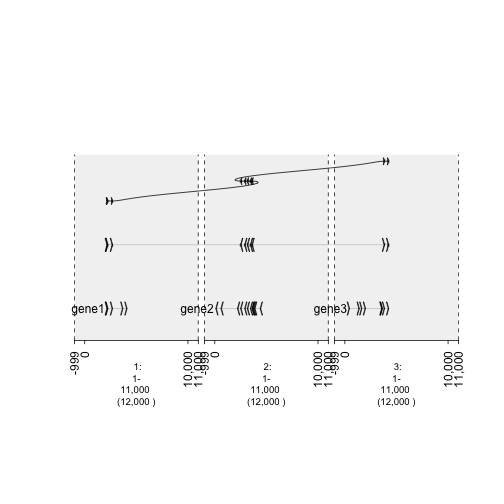 gene1 gene2 gene3
-999 0 10,000 11,000 -999 0 10,000 11,000 -999 0 10,000 11,000
1: 2: 3:
1- 1- 1-
11,000 11,000 11,000
(12,000 ) (12,000 ) (12,000 )